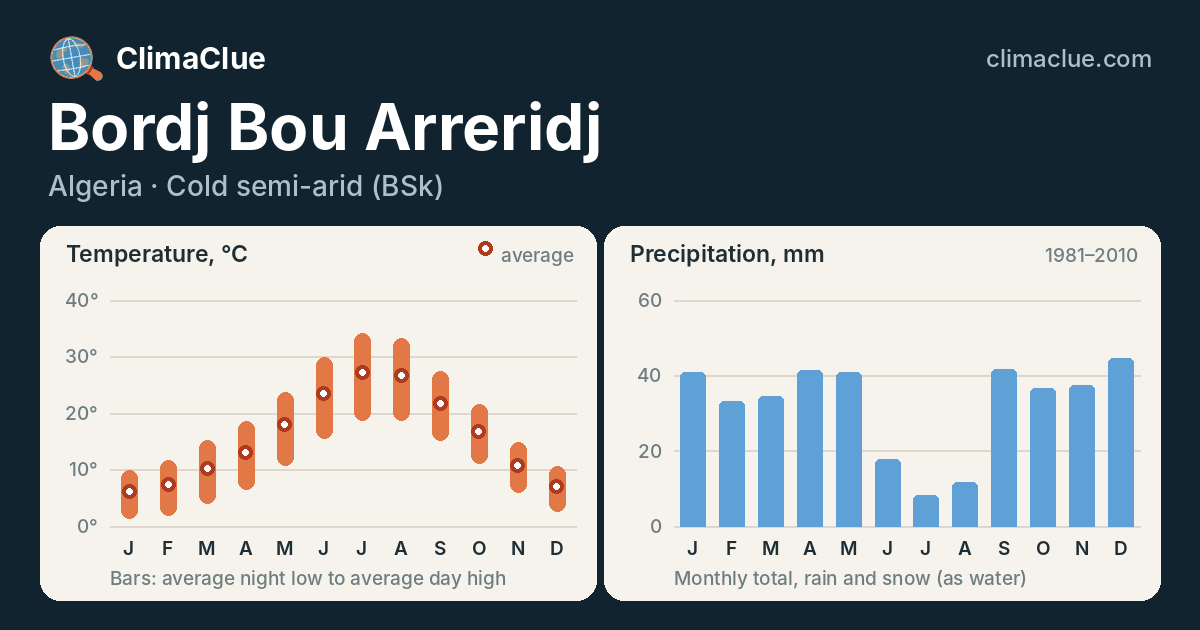 ClimaClue
climaclue.com
Bordj Bou Arreridj
Algeria · Cold semi-arid (BSk)
Temperature, °C
average
40°
30°
20°
10°
0°
J F M A M J J A S O N D
Bars: average night low to average day high
Precipitation, mm
1981–2010
60
40
20
0
J F M A M J J A S O N D
Monthly total, rain and snow (as water)